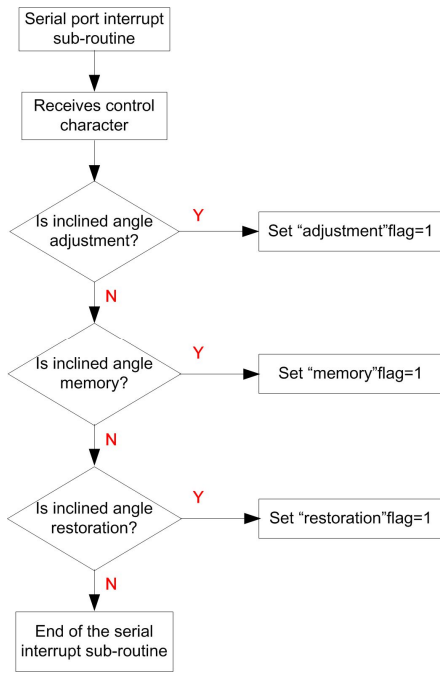 Serial port interrupt
sub-routine
Receives control
character
Is inclined angle
adjustment?
Y
Set “adjustment”flag=1
N
Is inclined angle
memory?
Y
Set “memory”flag=1
N
Is inclined angle
restoration?
Y
Set “restoration”flag=1
N
End of the serial
interrupt sub-routine